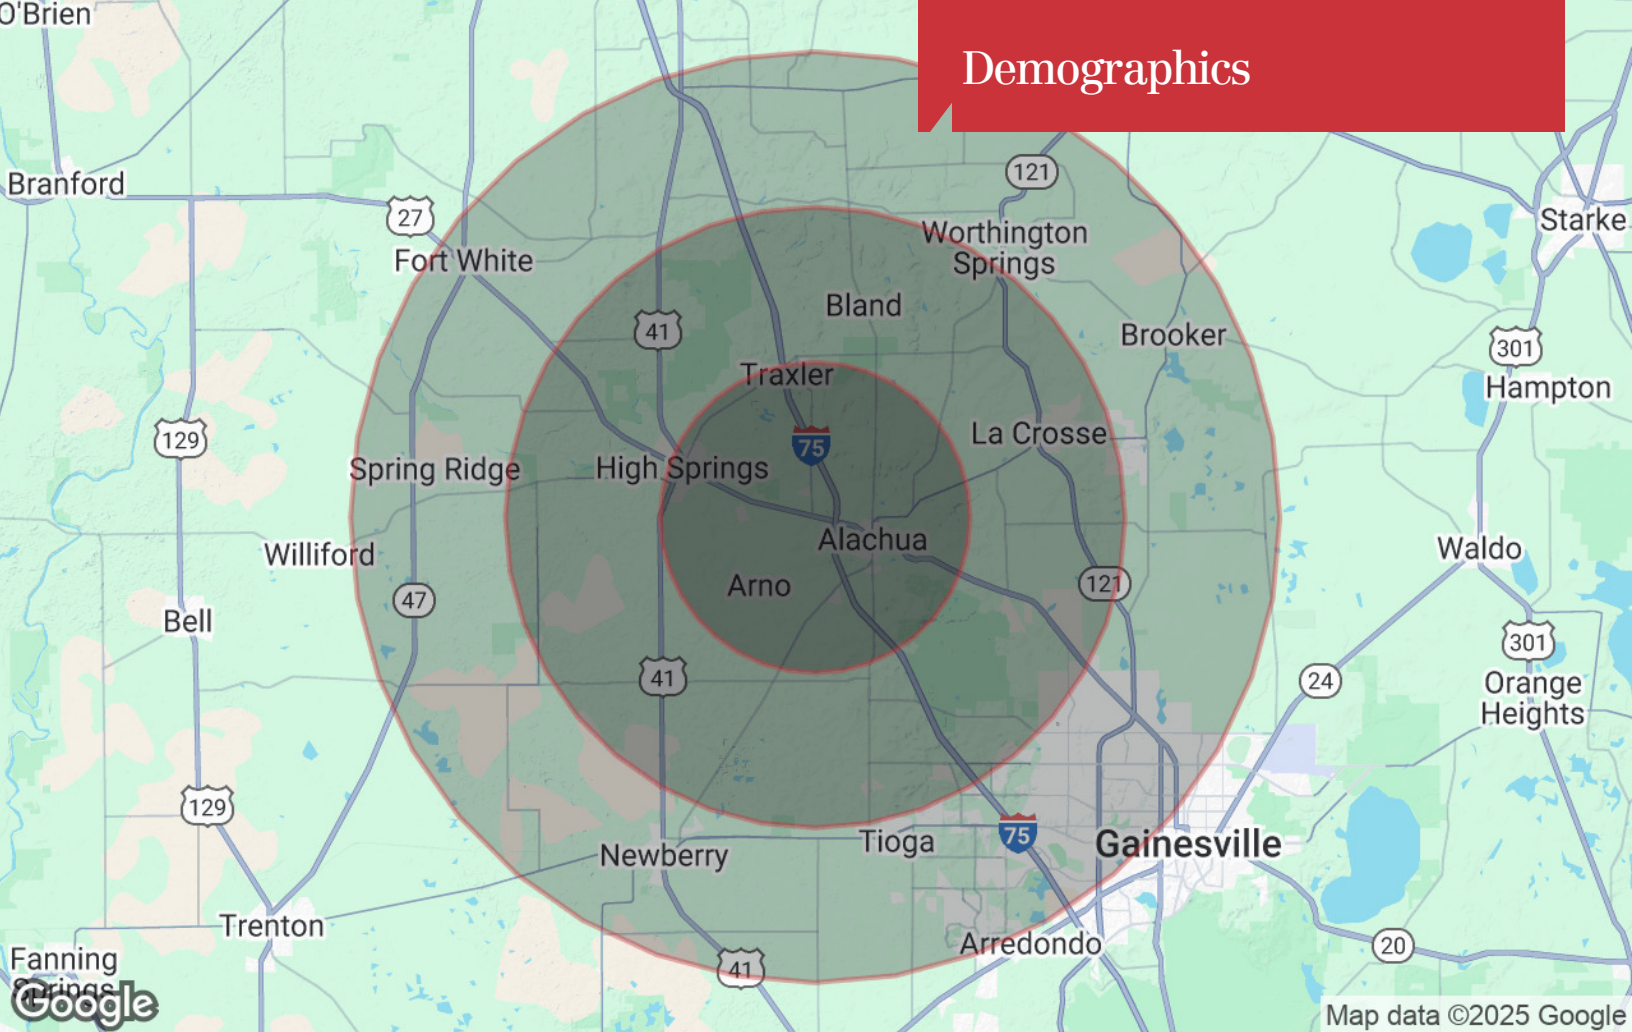 O'Brien
Demographics
121
Branford
27
Starke
Worthington
Springs
Fort White
Bland
41
Brooker
301
Traxler
Hampton
129
La Crosse
75
Spring Ridge
High Springs
Alachua
Waldo
Williford
Arno
121
47
Bell
301
41
24
Orange
Heights
129
Tioga
75
Gainesville
Newberry
Trenton
Arredondo
20
Fanning
Springs
41
Google
Map data ©2025 Google